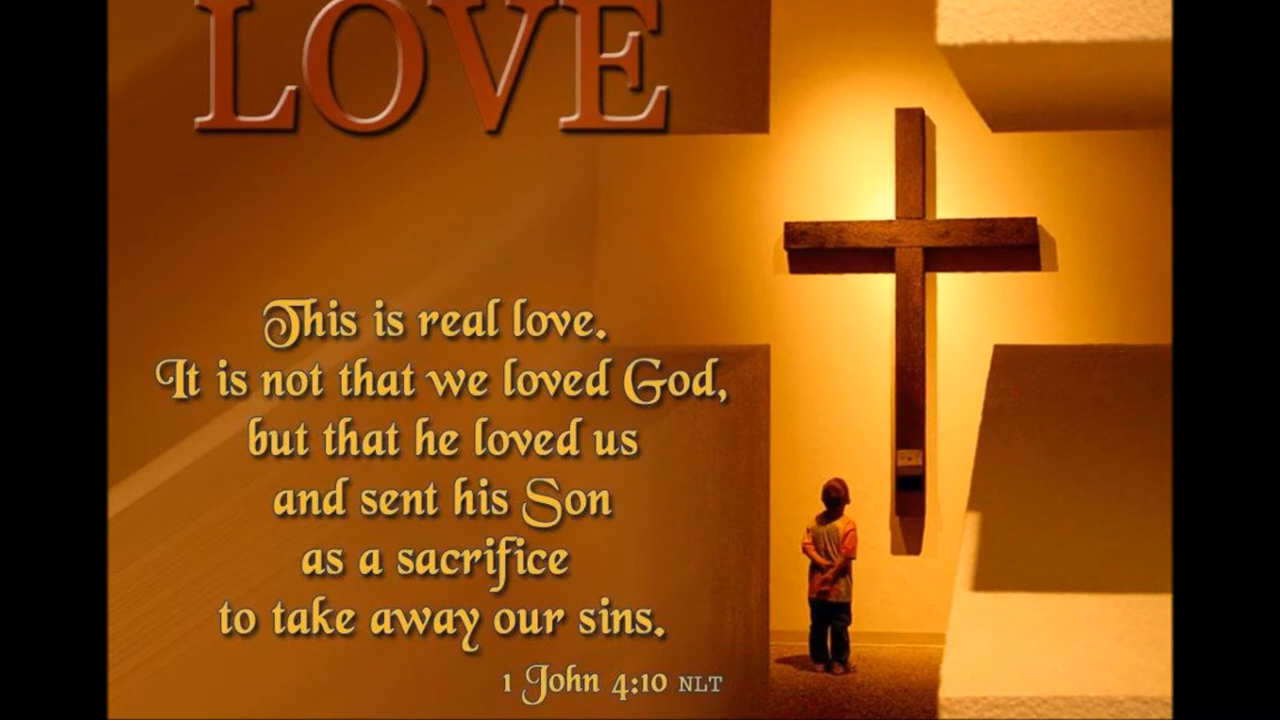 LOVE
This is real love.
It is not that we loved God,
but that he loved us
and sent his Son
as a sacrifice
to take away our sins.
1 John 4:10 NLT